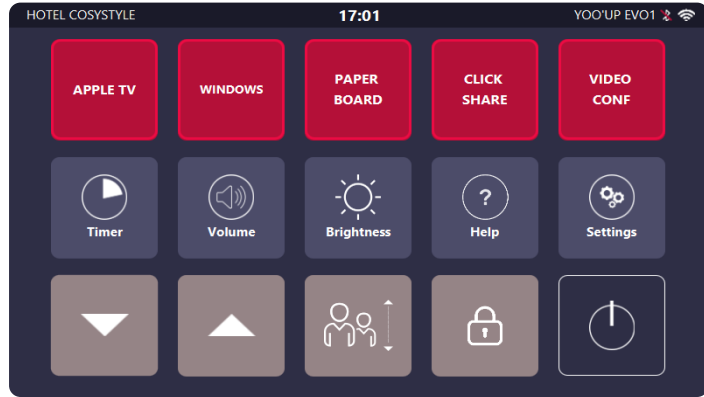 HOTEL COSYSTYLE 17:01 YOO'UP EVO1
APPLE TV
WINDOWS
PAPER
BOARD
CLICK
SHARE
VIDEO
CONF
Timer
Volume
Brightness
?
Help
Settings